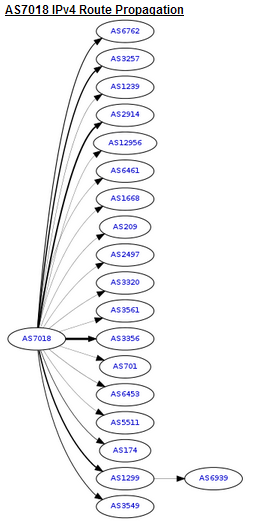 AS7018 IPv4 Route Propagation
AS6762
AS3257
AS1239
AS2914
AS12956
AS6461
AS1668
AS209
AS2497
AS3320
AS3561
AS7018
AS3356
AS701
AS6453
AS5511
AS174
AS1299
AS6939
AS3549